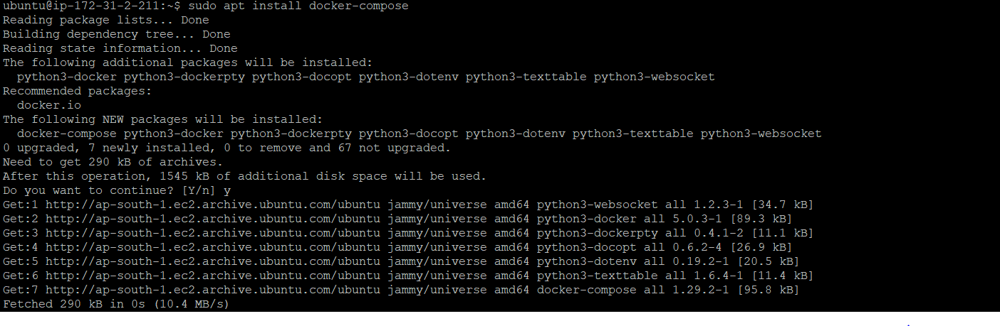 ubuntu@ip-172-31-2-211:~$ sudo apt install docker-compose
Reading package lists... Done
Building dependency tree... Done
Reading state information... Done
The following additional packages will be installed:
  python3-docker python3-dockerpty python3-docopt python3-dotenv python3-texttable python3-websocket
Recommended packages:
  docker.io
The following NEW packages will be installed:
  docker-compose python3-docker python3-dockerpty python3-docopt python3-dotenv python3-texttable python3-websocket
0 upgraded, 7 newly installed, 0 to remove and 67 not upgraded.
Need to get 290 kB of archives.
After this operation, 1545 kB of additional disk space will be used.
Do you want to continue? [Y/n] y
Get:1 http://ap-south-1.ec2.archive.ubuntu.com/ubuntu jammy/universe amd64 python3-websocket all 1.2.3-1 [34.7 kB]
Get:2 http://ap-south-1.ec2.archive.ubuntu.com/ubuntu jammy/universe amd64 python3-docker all 5.0.3-1 [89.3 kB]
Get:3 http://ap-south-1.ec2.archive.ubuntu.com/ubuntu jammy/universe amd64 python3-dockerpty all 0.4.1-2 [11.1 kB]
Get:4 http://ap-south-1.ec2.archive.ubuntu.com/ubuntu jammy/universe amd64 python3-docopt all 0.6.2-4 [26.9 kB]
Get:5 http://ap-south-1.ec2.archive.ubuntu.com/ubuntu jammy/universe amd64 python3-dotenv all 0.19.2-1 [20.5 kB]
Get:6 http://ap-south-1.ec2.archive.ubuntu.com/ubuntu jammy/universe amd64 python3-texttable all 1.6.4-1 [11.4 kB]
Get:7 http://ap-south-1.ec2.archive.ubuntu.com/ubuntu jammy/universe amd64 docker-compose all 1.29.2-1 [95.8 kB]
Fetched 290 kB in 0s (10.4 MB/s)